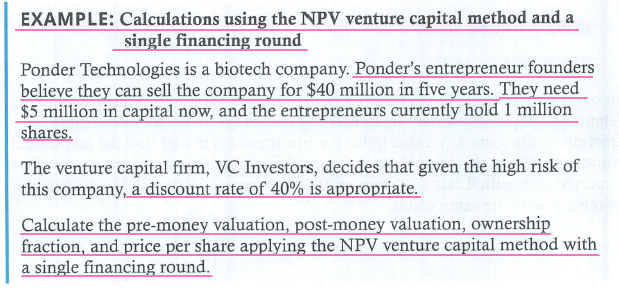 EXAMPLE: Calculations using the NPV venture capital method and a
single financing round
Ponder Technologies is a biotech company. Ponder's entrepreneur founders
believe they can sell the company for $40 million in five years. They need
$5 million in capital now, and the entrepreneurs currently hold 1 million
shares.
The venture capital firm, VC Investors, decides that given the high risk of
this company, a discount rate of 40% is appropriate.
Calculate the pre-money valuation, post-money valuation, ownership
fraction, and price per share applying the NPV venture capital method with
a single financing round.